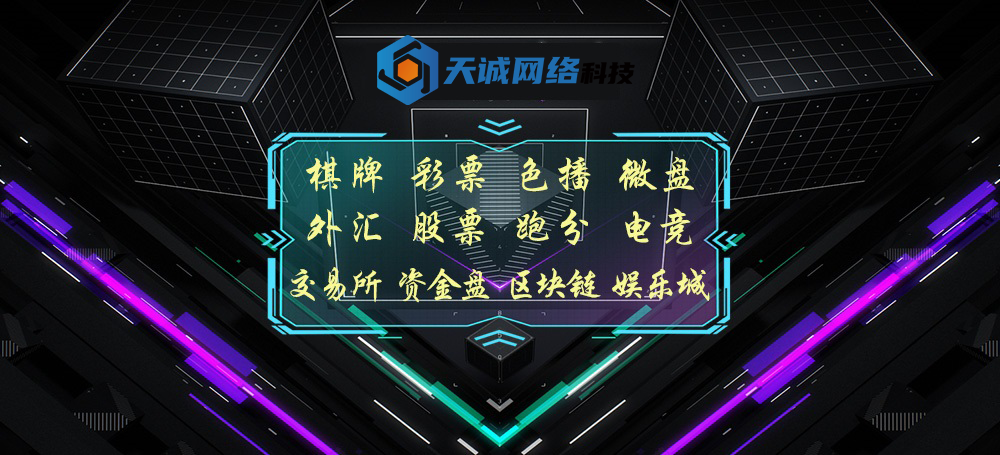 天诚网络科技
棋牌 彩票 色播 微盘
外汇 股票 跑分 电竞
交易所 资金盘 区块链 娱乐城